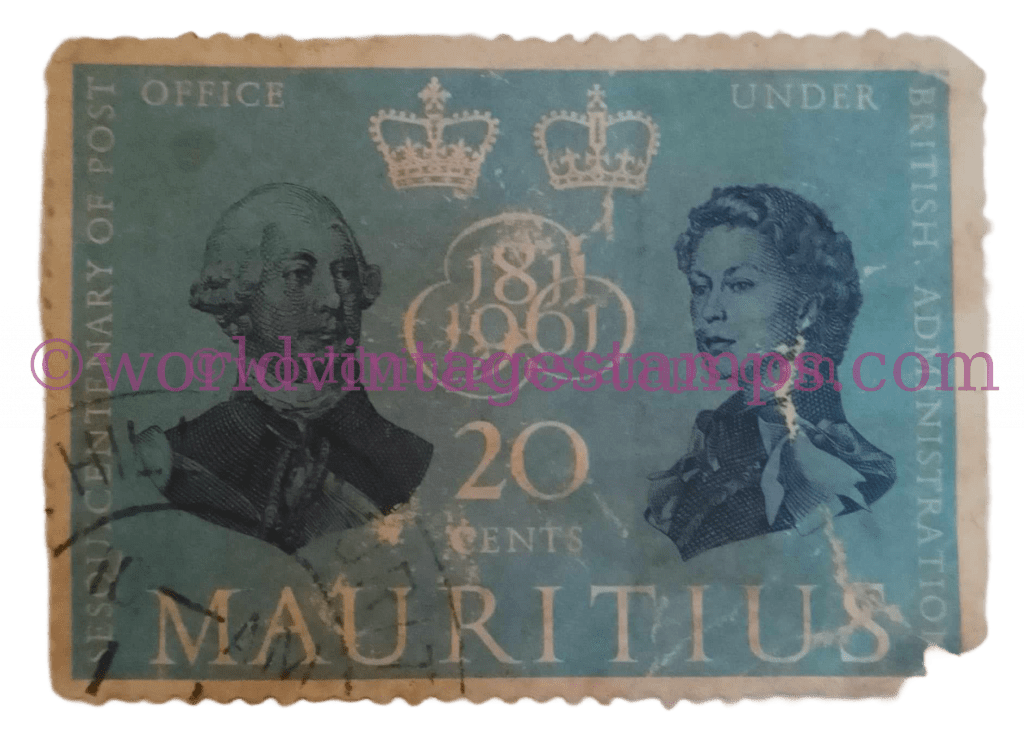 SESQUICENTENARY OF POST
OFFICE
UNDER
BRITISH ADMINISTRATION
1811
1961
©worldvintagestamps.com
20
CENTS
MAURITIUS